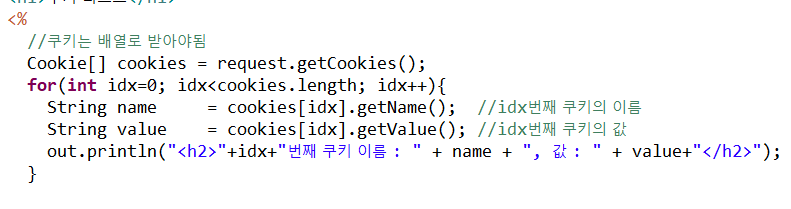 <%
//쿠키는 배열로 받아야됨
Cookie[] cookies = request.getCookies();
for(int idx=0; idx<cookies.length; idx++){
String name     = cookies[idx].getName();  //idx번째 쿠키의 이름
String value    = cookies[idx].getValue(); //idx번째 쿠키의 값
out.println("<h2>"+idx+"번째 쿠키 이름 : " + name + ", 값 : " + value+"</h2>");
}